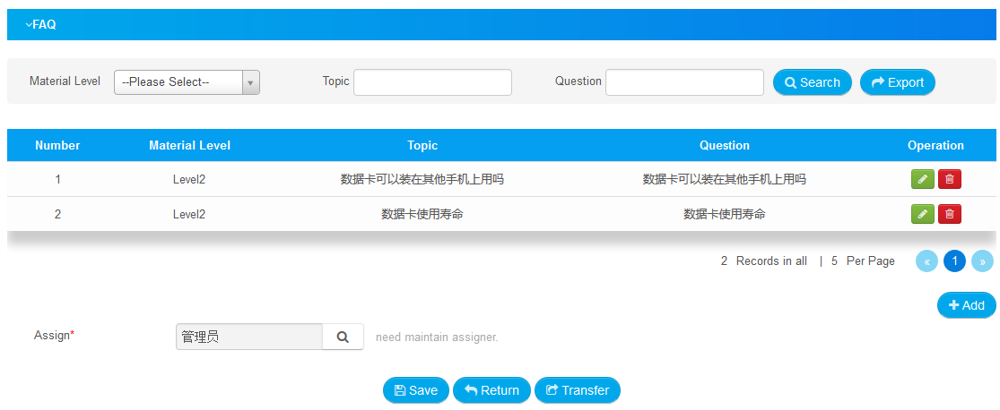 FAQ
Material Level --Please Select-- Topic Question Search Export
Number Material Level Topic Question Operation
1 Level2 数据卡可以装在其他手机上用吗 数据卡可以装在其他手机上用吗
2 Level2 数据卡使用寿命 数据卡使用寿命
2 Records in all | 5 Per Page « 1 »
Add
Assign* 管理员 need maintain assigner.
Save Return Transfer